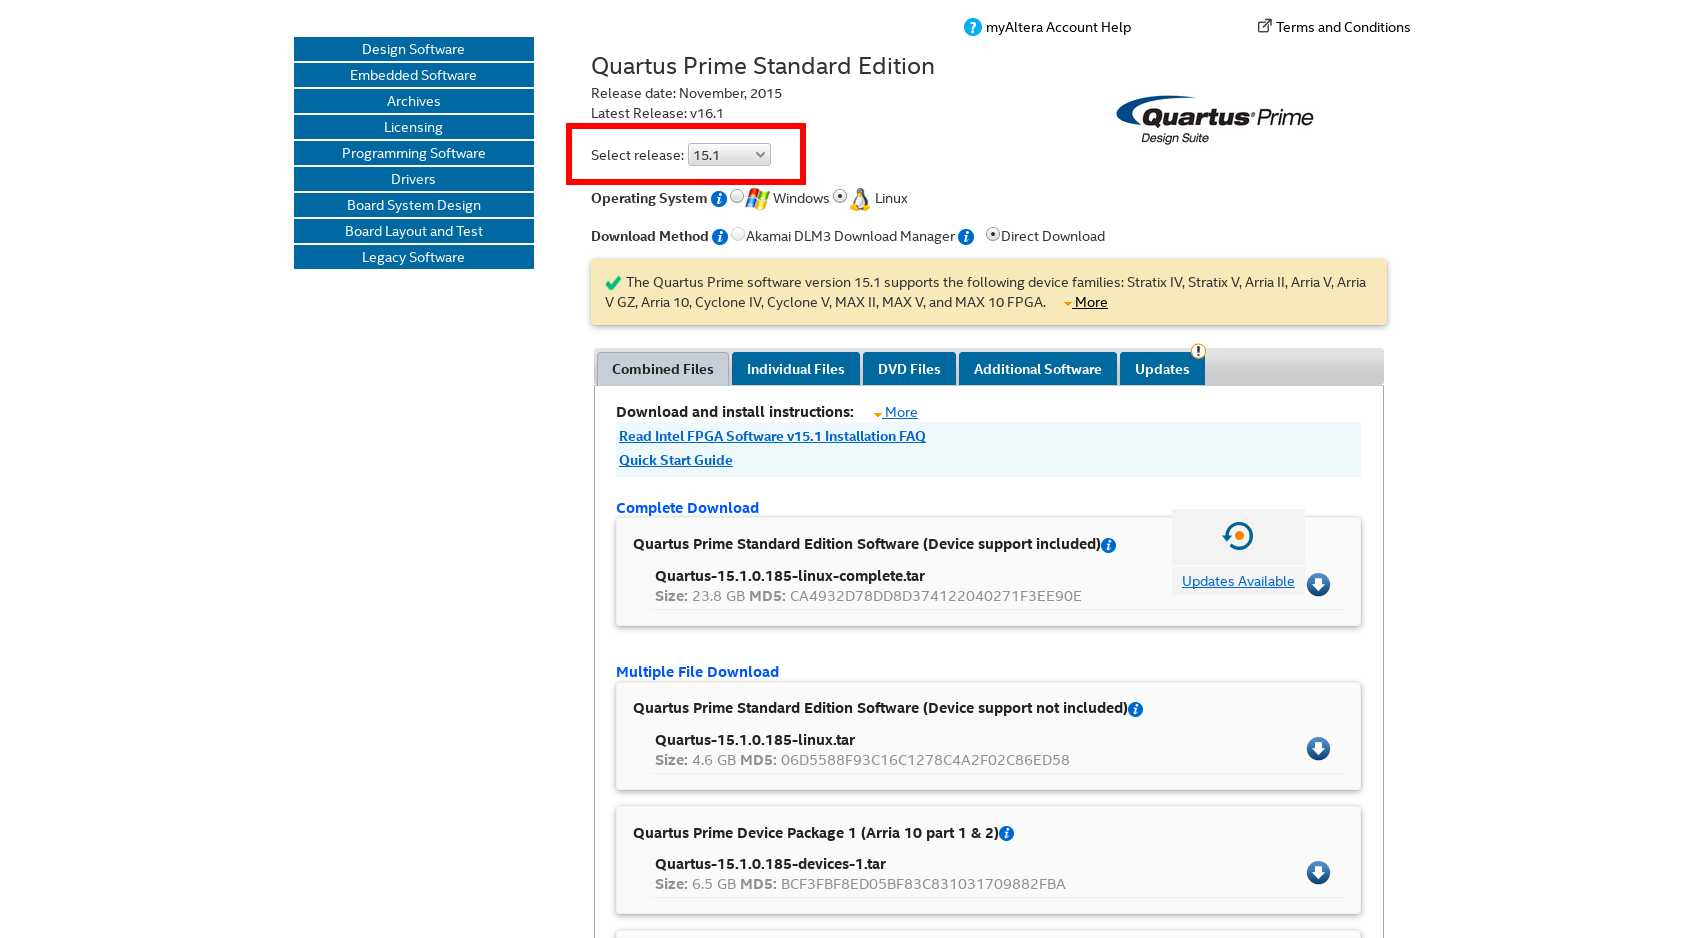 myAltera Account Help
Terms and Conditions
Design Software
Embedded Software
Archives
Licensing
Programming Software
Drivers
Board System Design
Board Layout and Test
Legacy Software
Quartus Prime Standard Edition
Release date: November, 2015
Latest Release: v16.1
Select release: 15.1
Quartus Prime
Design Suite
Operating System Windows Linux
Download Method Akamai DLM3 Download Manager Direct Download
The Quartus Prime software version 15.1 supports the following device families: Stratix IV, Stratix V, Arria II, Arria V, Arria
V GZ, Arria 10, Cyclone IV, Cyclone V, MAX II, MAX V, and MAX 10 FPGA. More
Combined Files Individual Files DVD Files Additional Software Updates
Download and install instructions: More
Read Intel FPGA Software v15.1 Installation FAQ
Quick Start Guide
Complete Download
Quartus Prime Standard Edition Software (Device support included)
Quartus-15.1.0.185-linux-complete.tar
Updates Available
Size: 23.8 GB MD5: CA4932D78DD8D374122040271F3EE90E
Multiple File Download
Quartus Prime Standard Edition Software (Device support not included)
Quartus-15.1.0.185-linux.tar
Size: 4.6 GB MD5: 06D5588F93C16C1278C4A2F02C86ED58
Quartus Prime Device Package 1 (Arria 10 part 1 & 2)
Quartus-15.1.0.185-devices-1.tar
Size: 6.5 GB MD5: BCF3FBF8ED05BF83C831031709882FBA